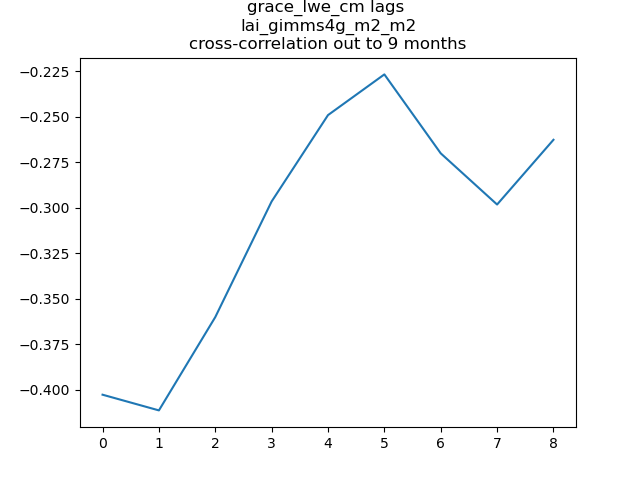 grace_lwe_cm lags
lai_gimms4g_m2_m2
cross-correlation out to 9 months
−0.225
−0.250
−0.275
−0.300
−0.325
−0.350
−0.375
−0.400
0 1 2 3 4 5 6 7 8